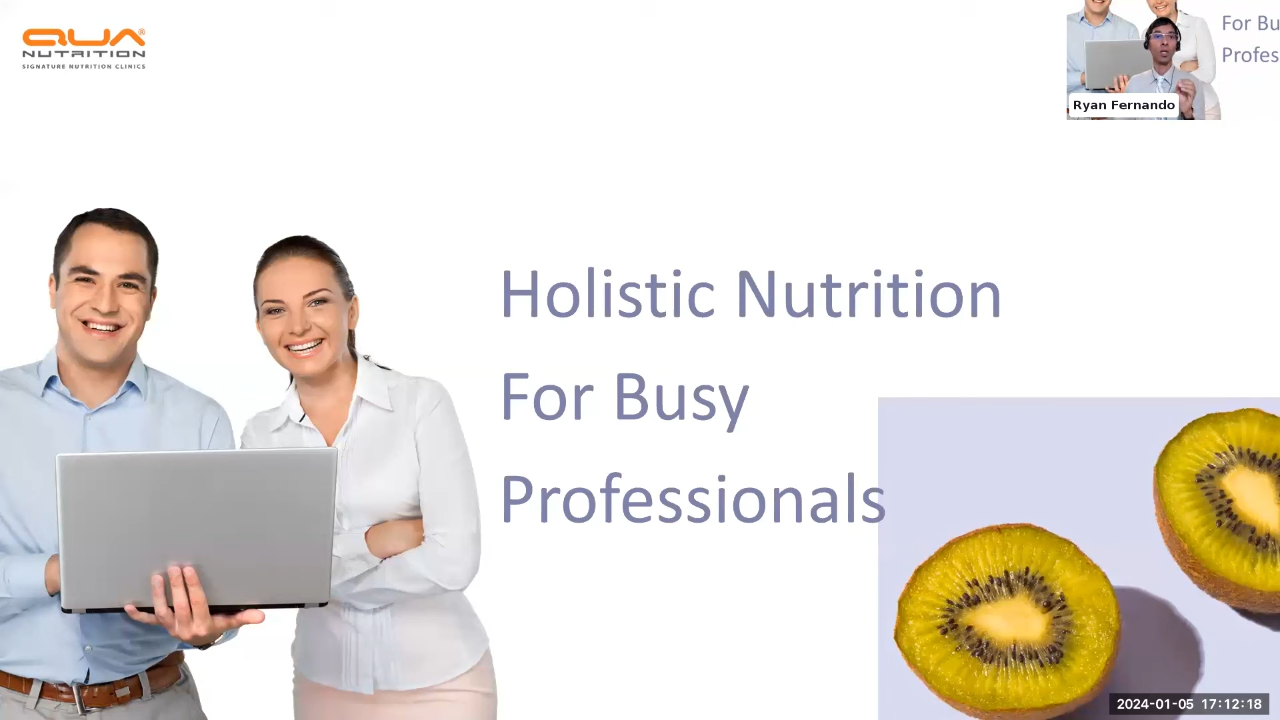 QUA®
NUTRITION
SIGNATURE NUTRITION CLINICS
For Bu
Profes
Ryan Fernando
Holistic Nutrition
For Busy
Professionals
2024-01-05 17:12:18